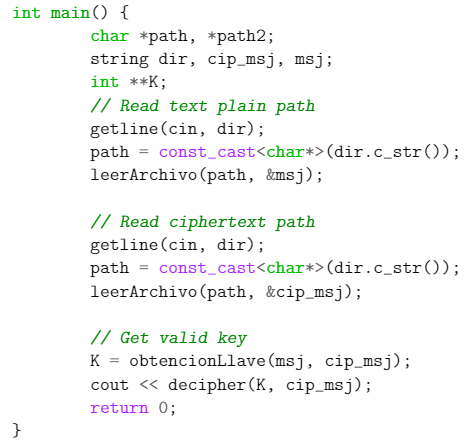 int main() {
        char *path, *path2;
        string dir, cip_msj, msj;
        int **K;
        // Read text plain path
        getline(cin, dir);
        path = const_cast<char*>(dir.c_str());
        leerArchivo(path, &msj);

        // Read ciphertext path
        getline(cin, dir);
        path = const_cast<char*>(dir.c_str());
        leerArchivo(path, &cip_msj);

        // Get valid key
        K = obtencionLlave(msj, cip_msj);
        cout << decipher(K, cip_msj);
        return 0;
}